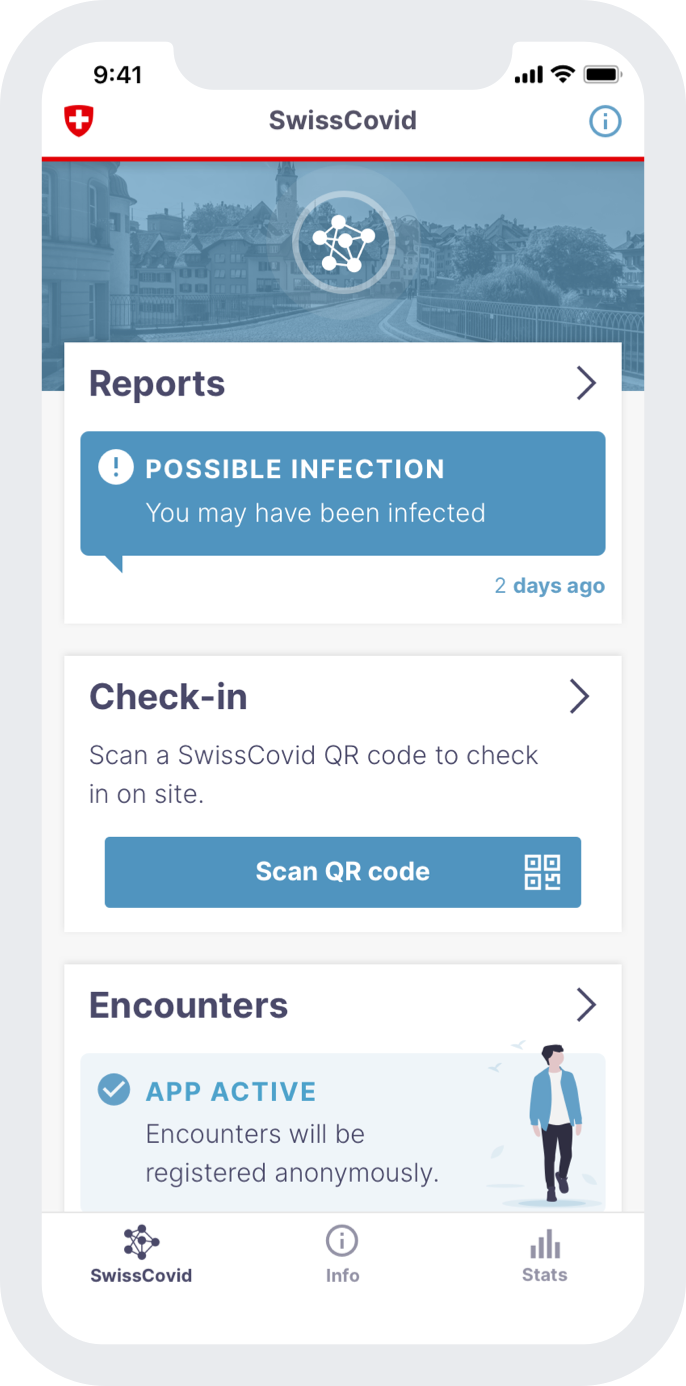 9:41
SwissCovid
Reports
! POSSIBLE INFECTION
You may have been infected
2 days ago
Check-in
Scan a SwissCovid QR code to check
in on site.
Scan QR code
Encounters
APP ACTIVE
Encounters will be
registered anonymously.
SwissCovid
Info
Stats